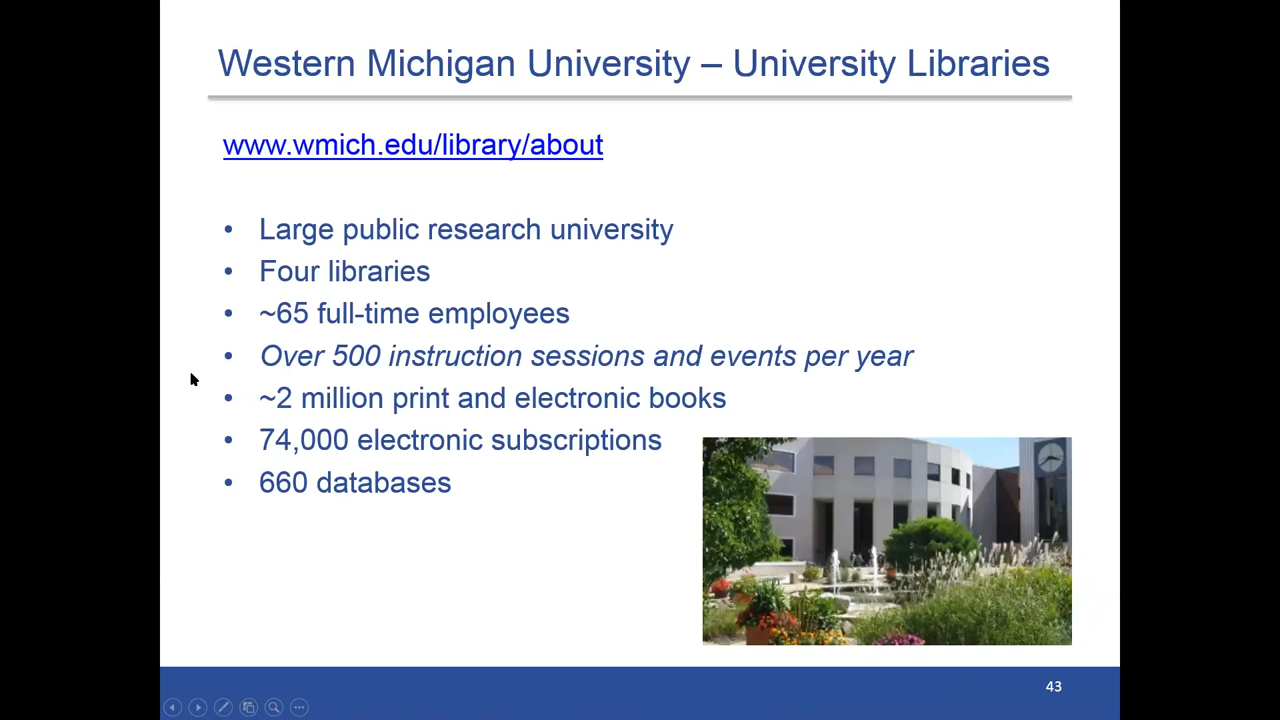 Western Michigan University – University Libraries
www.wmich.edu/library/about
• Large public research university
• Four libraries
• ~65 full-time employees
• Over 500 instruction sessions and events per year
• ~2 million print and electronic books
• 74,000 electronic subscriptions
• 660 databases
43